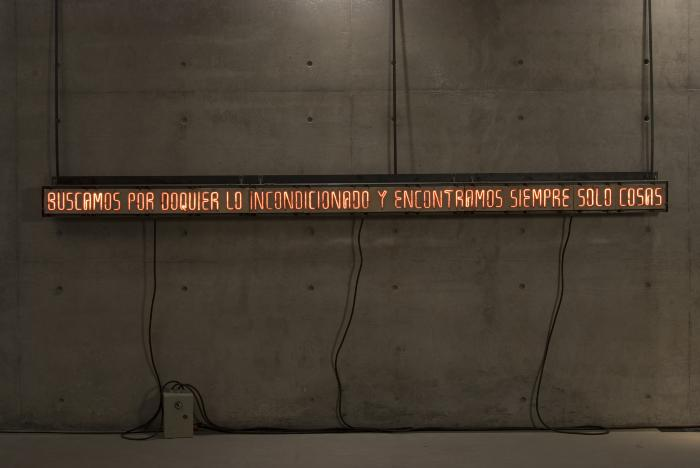 BUSCAMOS POR DOQUIER LO INCONDICIONADO Y ENCONTRAMOS SIEMPRE SOLO COSAS